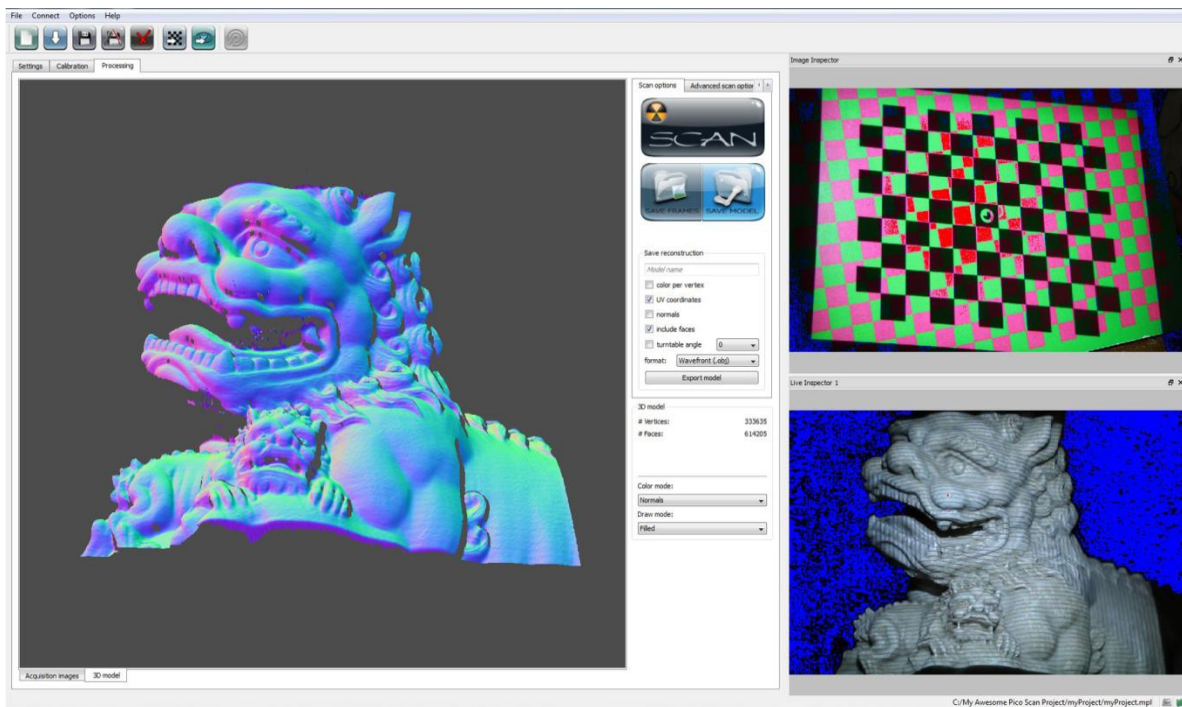 File Connect Options Help
Settings Calibration Processing
Scan options Advanced scan optior
SCAN
SAVE FRAMES SAVE MODEL
Save reconstruction
Model name
color per vertex
UV coordinates
normals
include faces
turntable angle 0
format: Wavefront (.obj)
Export model
3D model
# Vertices: 333635
# Faces: 614205
Color mode:
Normals
Draw mode:
Filled
Acquisition images 3D model
Image Inspector
Live Inspector 1
C:/My Awesome Pico Scan Project/myProject/myProject.mpl